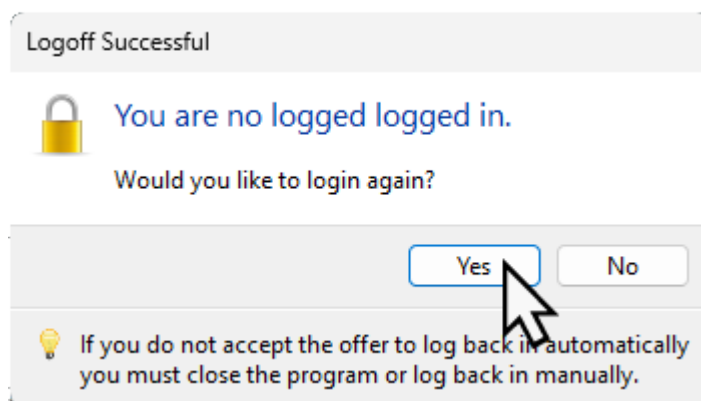 Logoff Successful
You are no logged logged in.
Would you like to login again?
Yes No
If you do not accept the offer to log back in automatically
you must close the program or log back in manually.